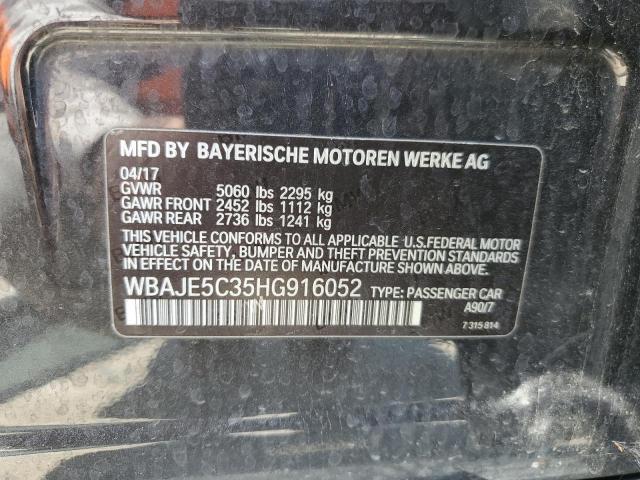 MFD BY BAYERISCHE MOTOREN WERKE AG
04/17
GVWR 5060 lbs 2295 kg
GAWR FRONT 2452 lbs 1112 kg
GAWR REAR 2736 lbs 1241 kg
THIS VEHICLE CONFORMS TO ALL APPLICABLE U.S.FEDERAL MOTOR
VEHICLE SAFETY, BUMPER AND THEFT PREVENTION STANDARDS
IN EFFECT ON THE DATE OF MANUFACTURE SHOWN ABOVE.
WBAJE5C35HG916052 TYPE: PASSENGER CAR
A90/7
7 315 814